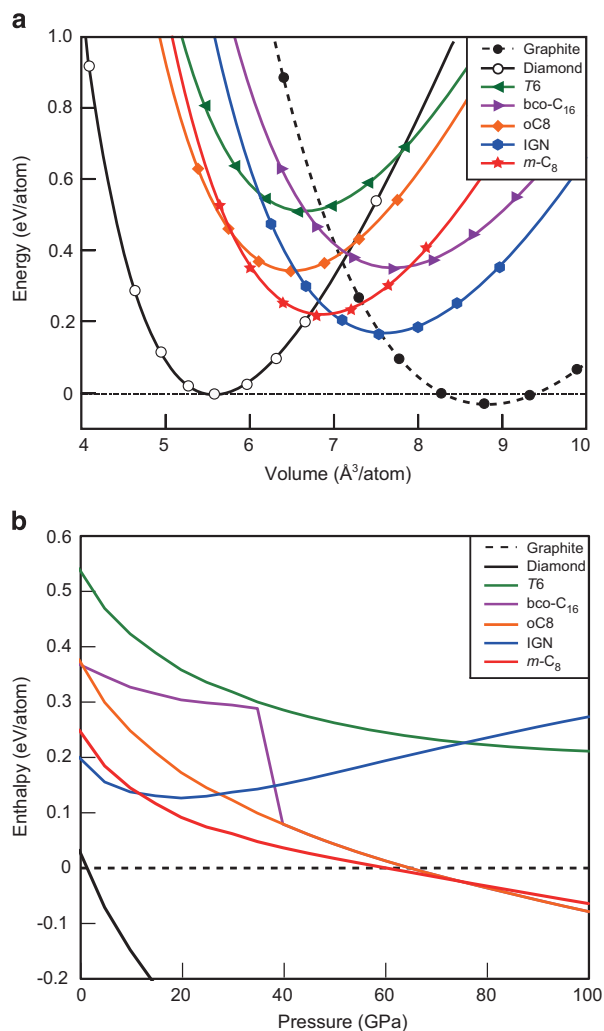 a
1.0
0.8
0.6
0.4
0.2
0
Energy (eV/atom)
4 5 6 7 8 9 10
Volume (Å³/atom)
Graphite
Diamond
T6
bco-C₁₆
oC8
IGN
m-C₈
b
0.6
0.5
0.4
0.3
0.2
0.1
0
-0.1
-0.2
Enthalpy (eV/atom)
0 20 40 60 80 100
Pressure (GPa)
Graphite
Diamond
T6
bco-C₁₆
oC8
IGN
m-C₈